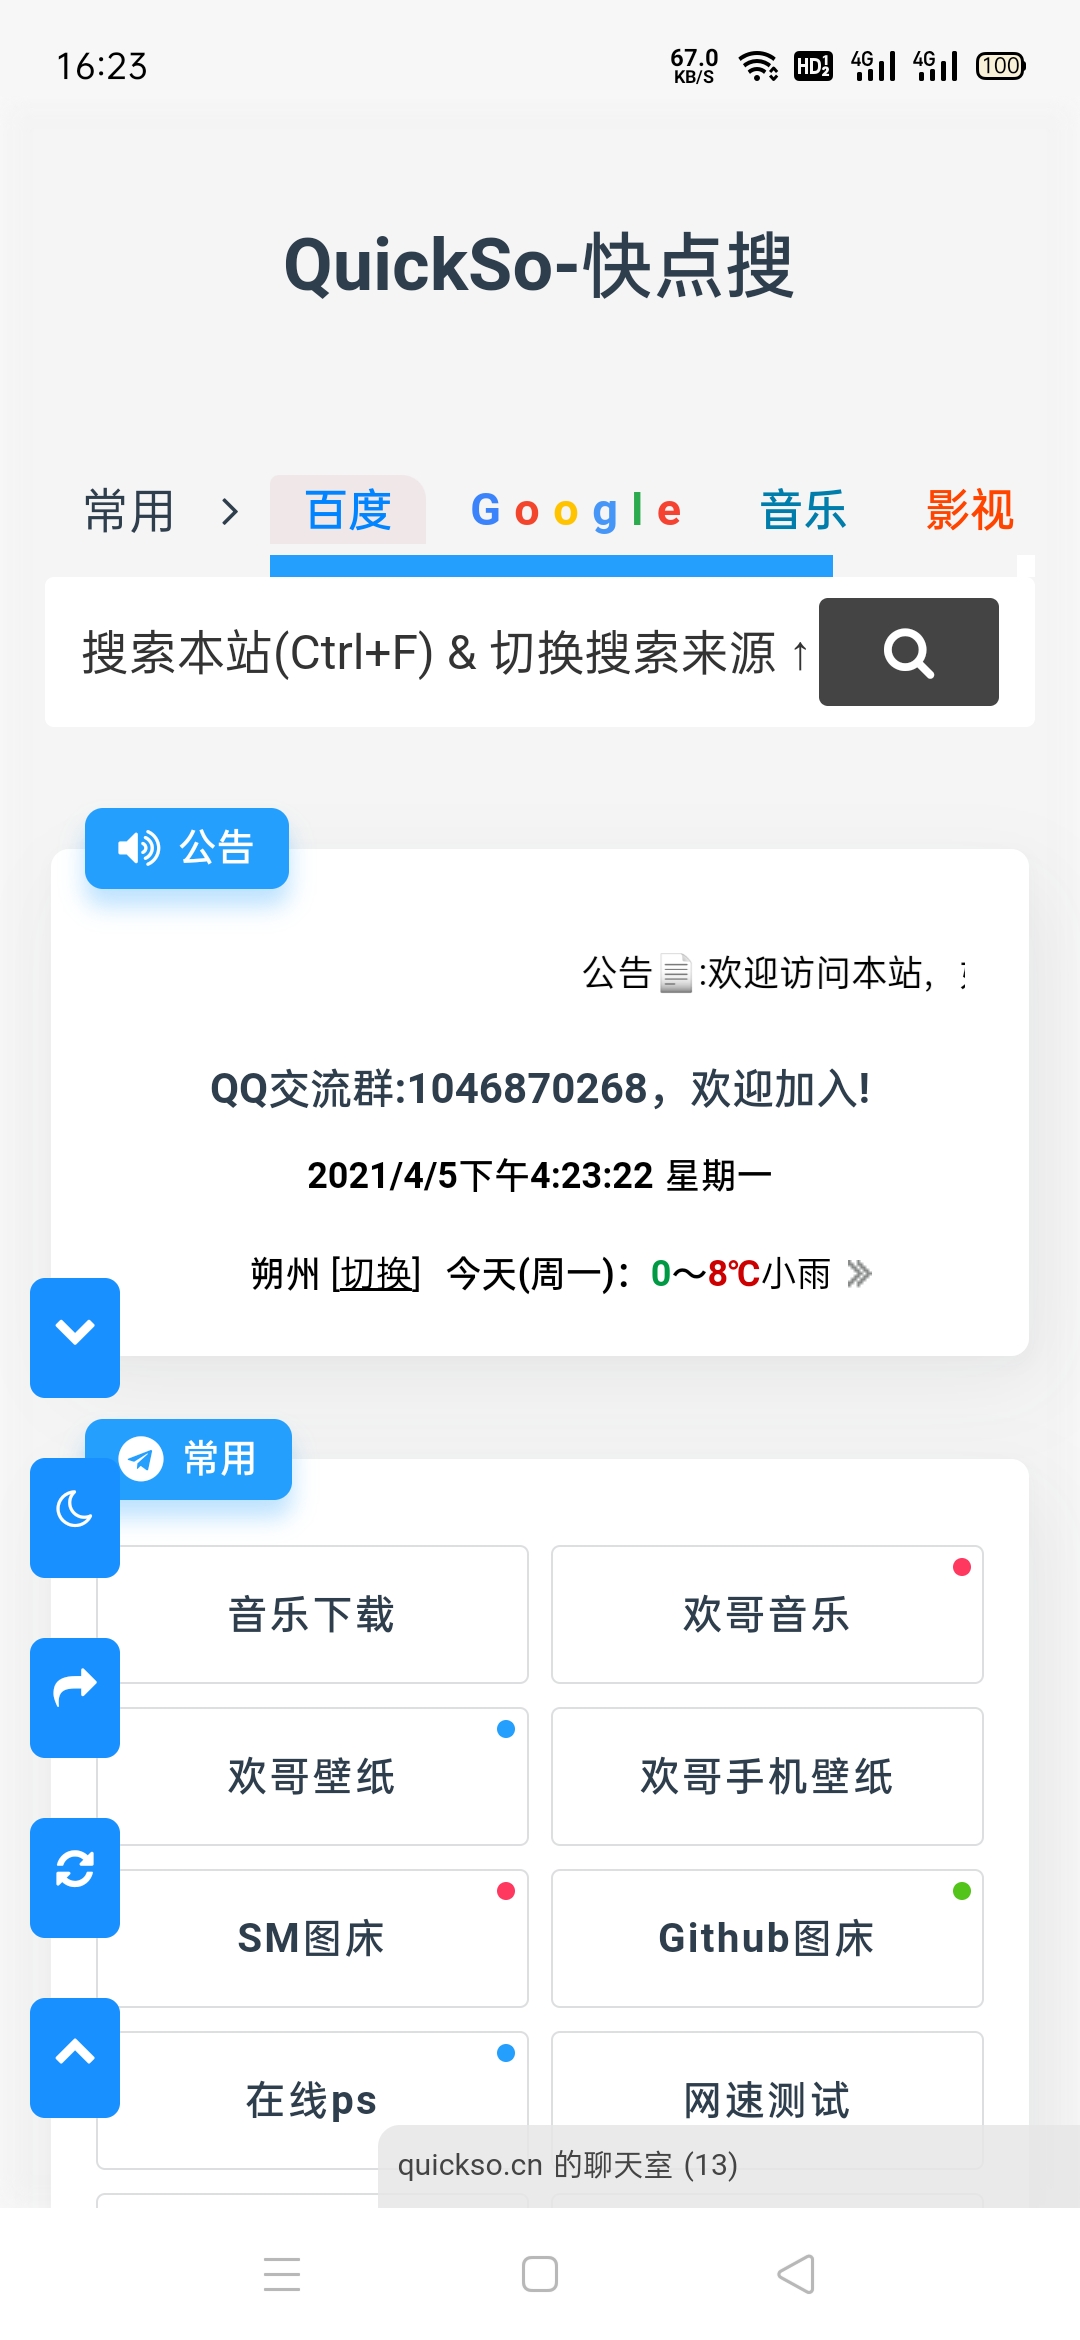 16:23
67.0 KB/S HD 1 2 4G 4G 100
QuickSo-快点搜
常用 百度 Google 音乐 影视
搜索本站(Ctrl+F) & 切换搜索来源 ↑
公告
公告📄:欢迎访问本站，
QQ交流群:1046870268，欢迎加入!
2021/4/5下午4:23:22 星期一
朔州 [切换] 今天(周一)：0～8℃小雨
常用
音乐下载 欢哥音乐
欢哥壁纸 欢哥手机壁纸
SM图床 Github图床
在线ps 网速测试
quickso.cn 的聊天室 (13)